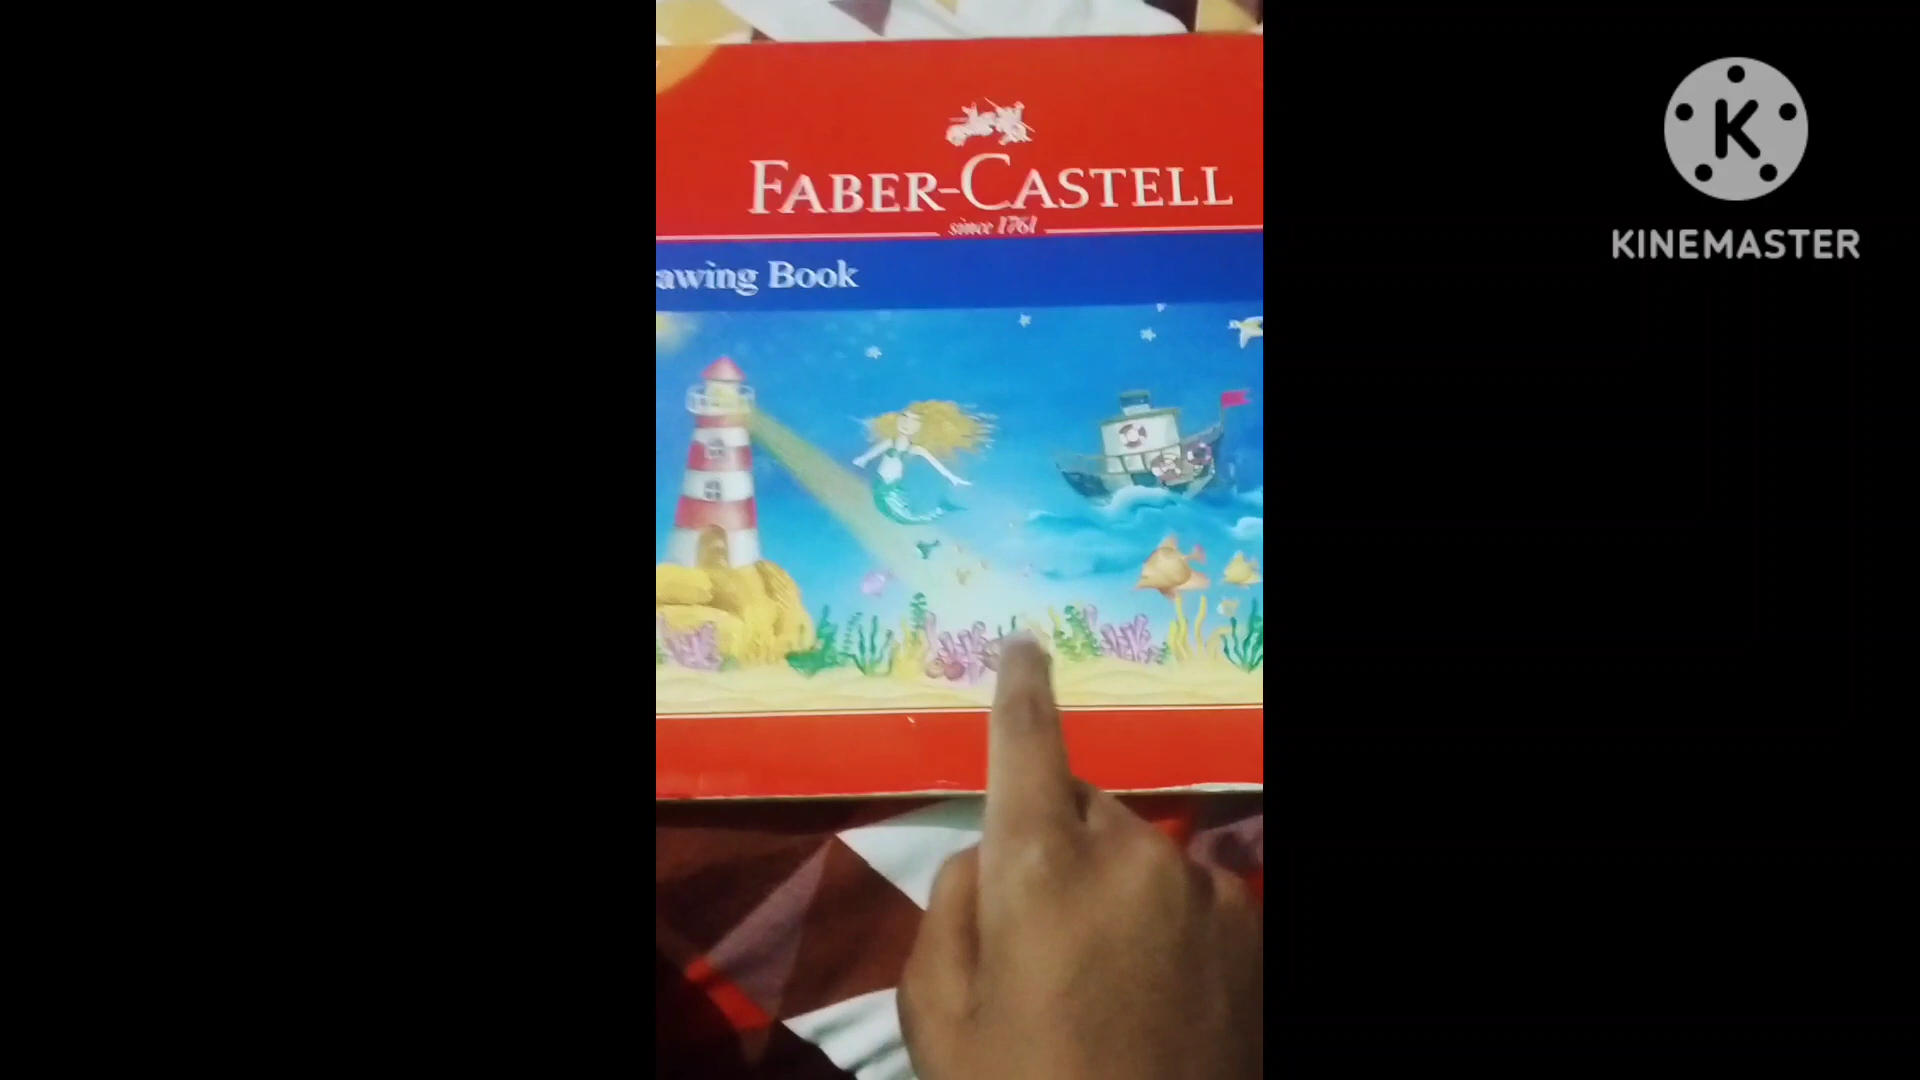 FABER-CASTELL
since 1761
awing Book
K
KINEMASTER